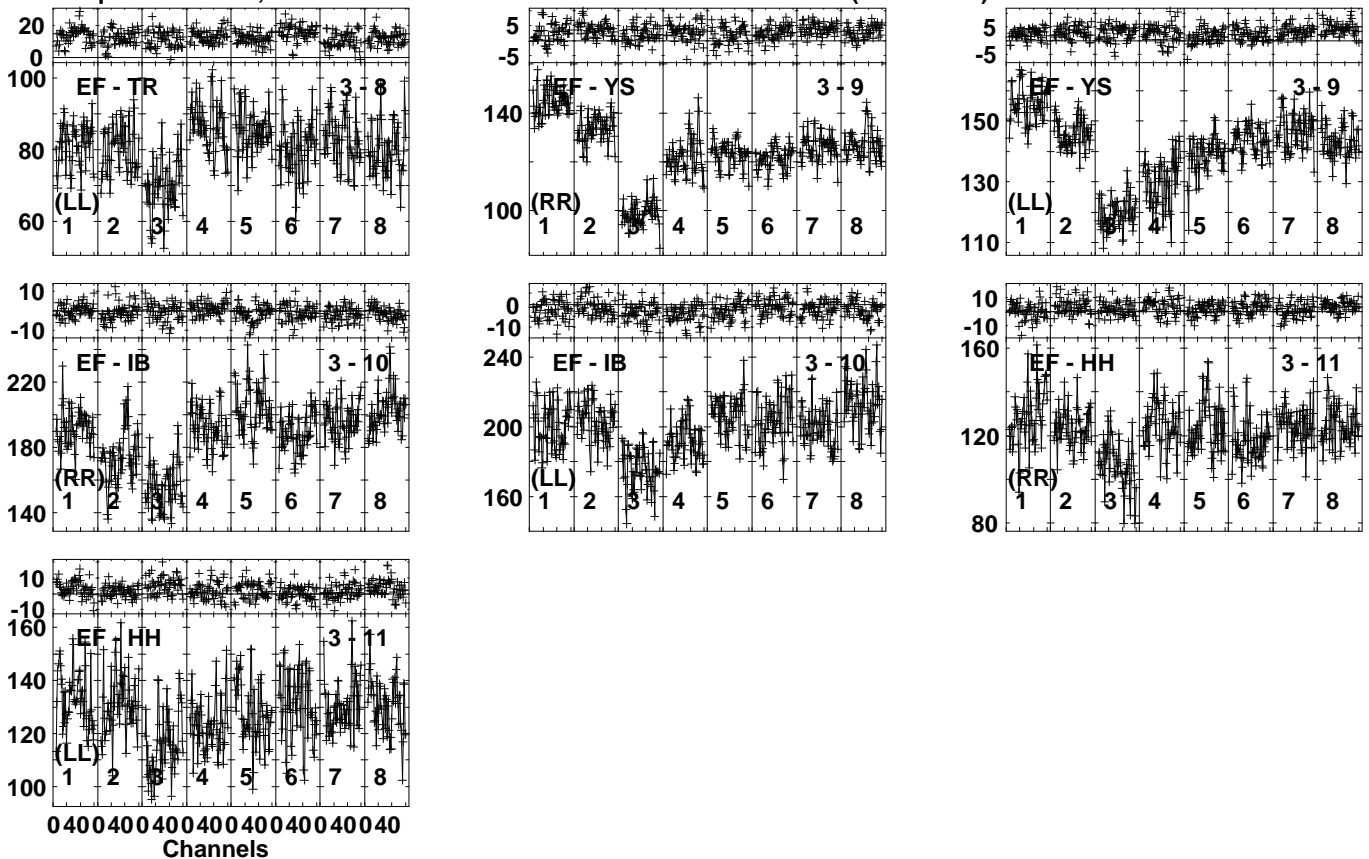 20
0
100
EF - TR 3 - 8
80
(LL)
60
1 2 3 4 5 6 7 8
5
-5
EF - YS 3 - 9
140
(RR)
100
1 2 3 4 5 6 7 8
5
-5
EF - YS 3 - 9
150
130
(LL)
110
1 2 3 4 5 6 7 8
10
-10
EF - IB 3 - 10
220
180
(RR)
140
1 2 3 4 5 6 7 8
0
-10
240
EF - IB 3 - 10
200
(LL)
160
1 2 3 4 5 6 7 8
10
-10
160
EF - HH 3 - 11
120
(RR)
80
1 2 3 4 5 6 7 8
10
-10
160
EF - HH 3 - 11
140
120
(LL)
100
1 2 3 4 5 6 7 8
0 40 0 40 0 40 0 40 0 40 0 40 0 40 0 40
Channels